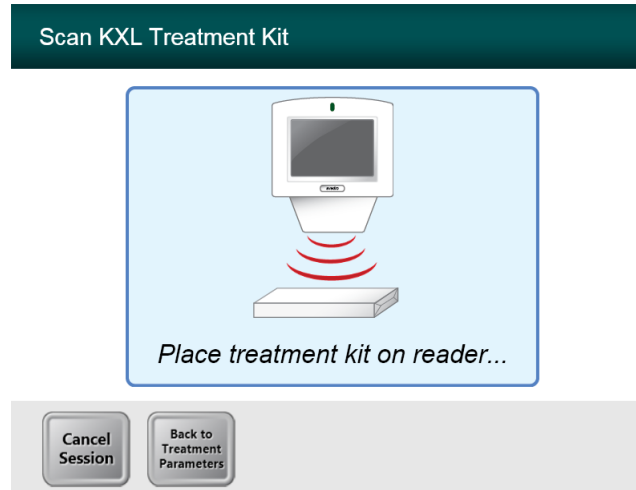 Scan KXL Treatment Kit
Place treatment kit on reader...
Cancel
Session
Back to
Treatment
Parameters